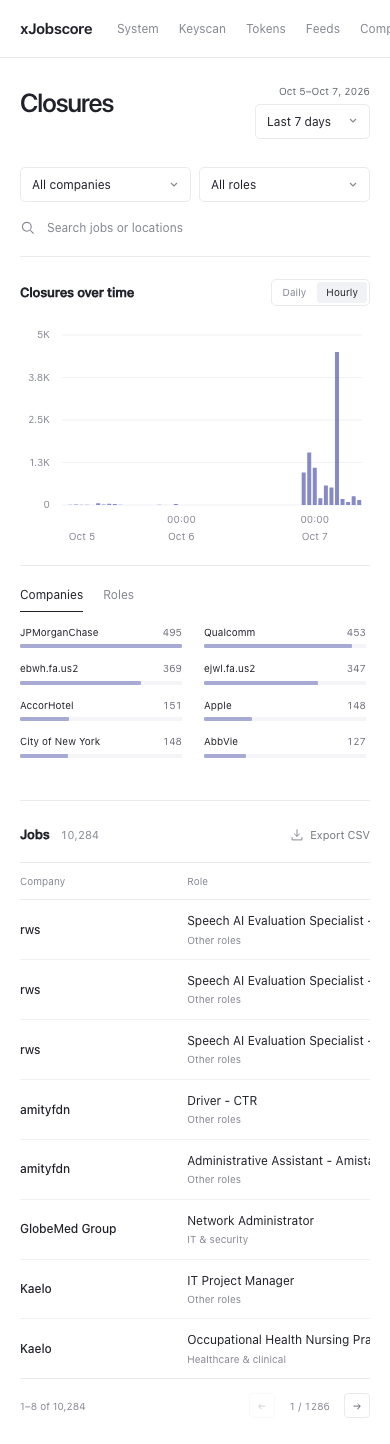 xJobscore System Keyscan Tokens Feeds Comp
Oct 5–Oct 7, 2026
Closures
Last 7 days
All companies All roles
Search jobs or locations
Closures over time Daily Hourly
5K
3.8K
2.5K
1.3K
0
00:00 00:00
Oct 5 Oct 6 Oct 7
Companies Roles
JPMorganChase 495 Qualcomm 453
ebwh.fa.us2 369 ejwl.fa.us2 347
AccorHotel 151 Apple 148
City of New York 148 AbbVie 127
Jobs 10,284 Export CSV
Company Role
rws Speech AI Evaluation Specialist -
Other roles
rws Speech AI Evaluation Specialist -
Other roles
rws Speech AI Evaluation Specialist -
Other roles
amityfdn Driver - CTR
Other roles
amityfdn Administrative Assistant - Amista
Other roles
GlobeMed Group Network Administrator
IT & security
Kaelo IT Project Manager
Other roles
Kaelo Occupational Health Nursing Pra
Healthcare & clinical
1–8 of 10,284 ← 1 / 1286 →